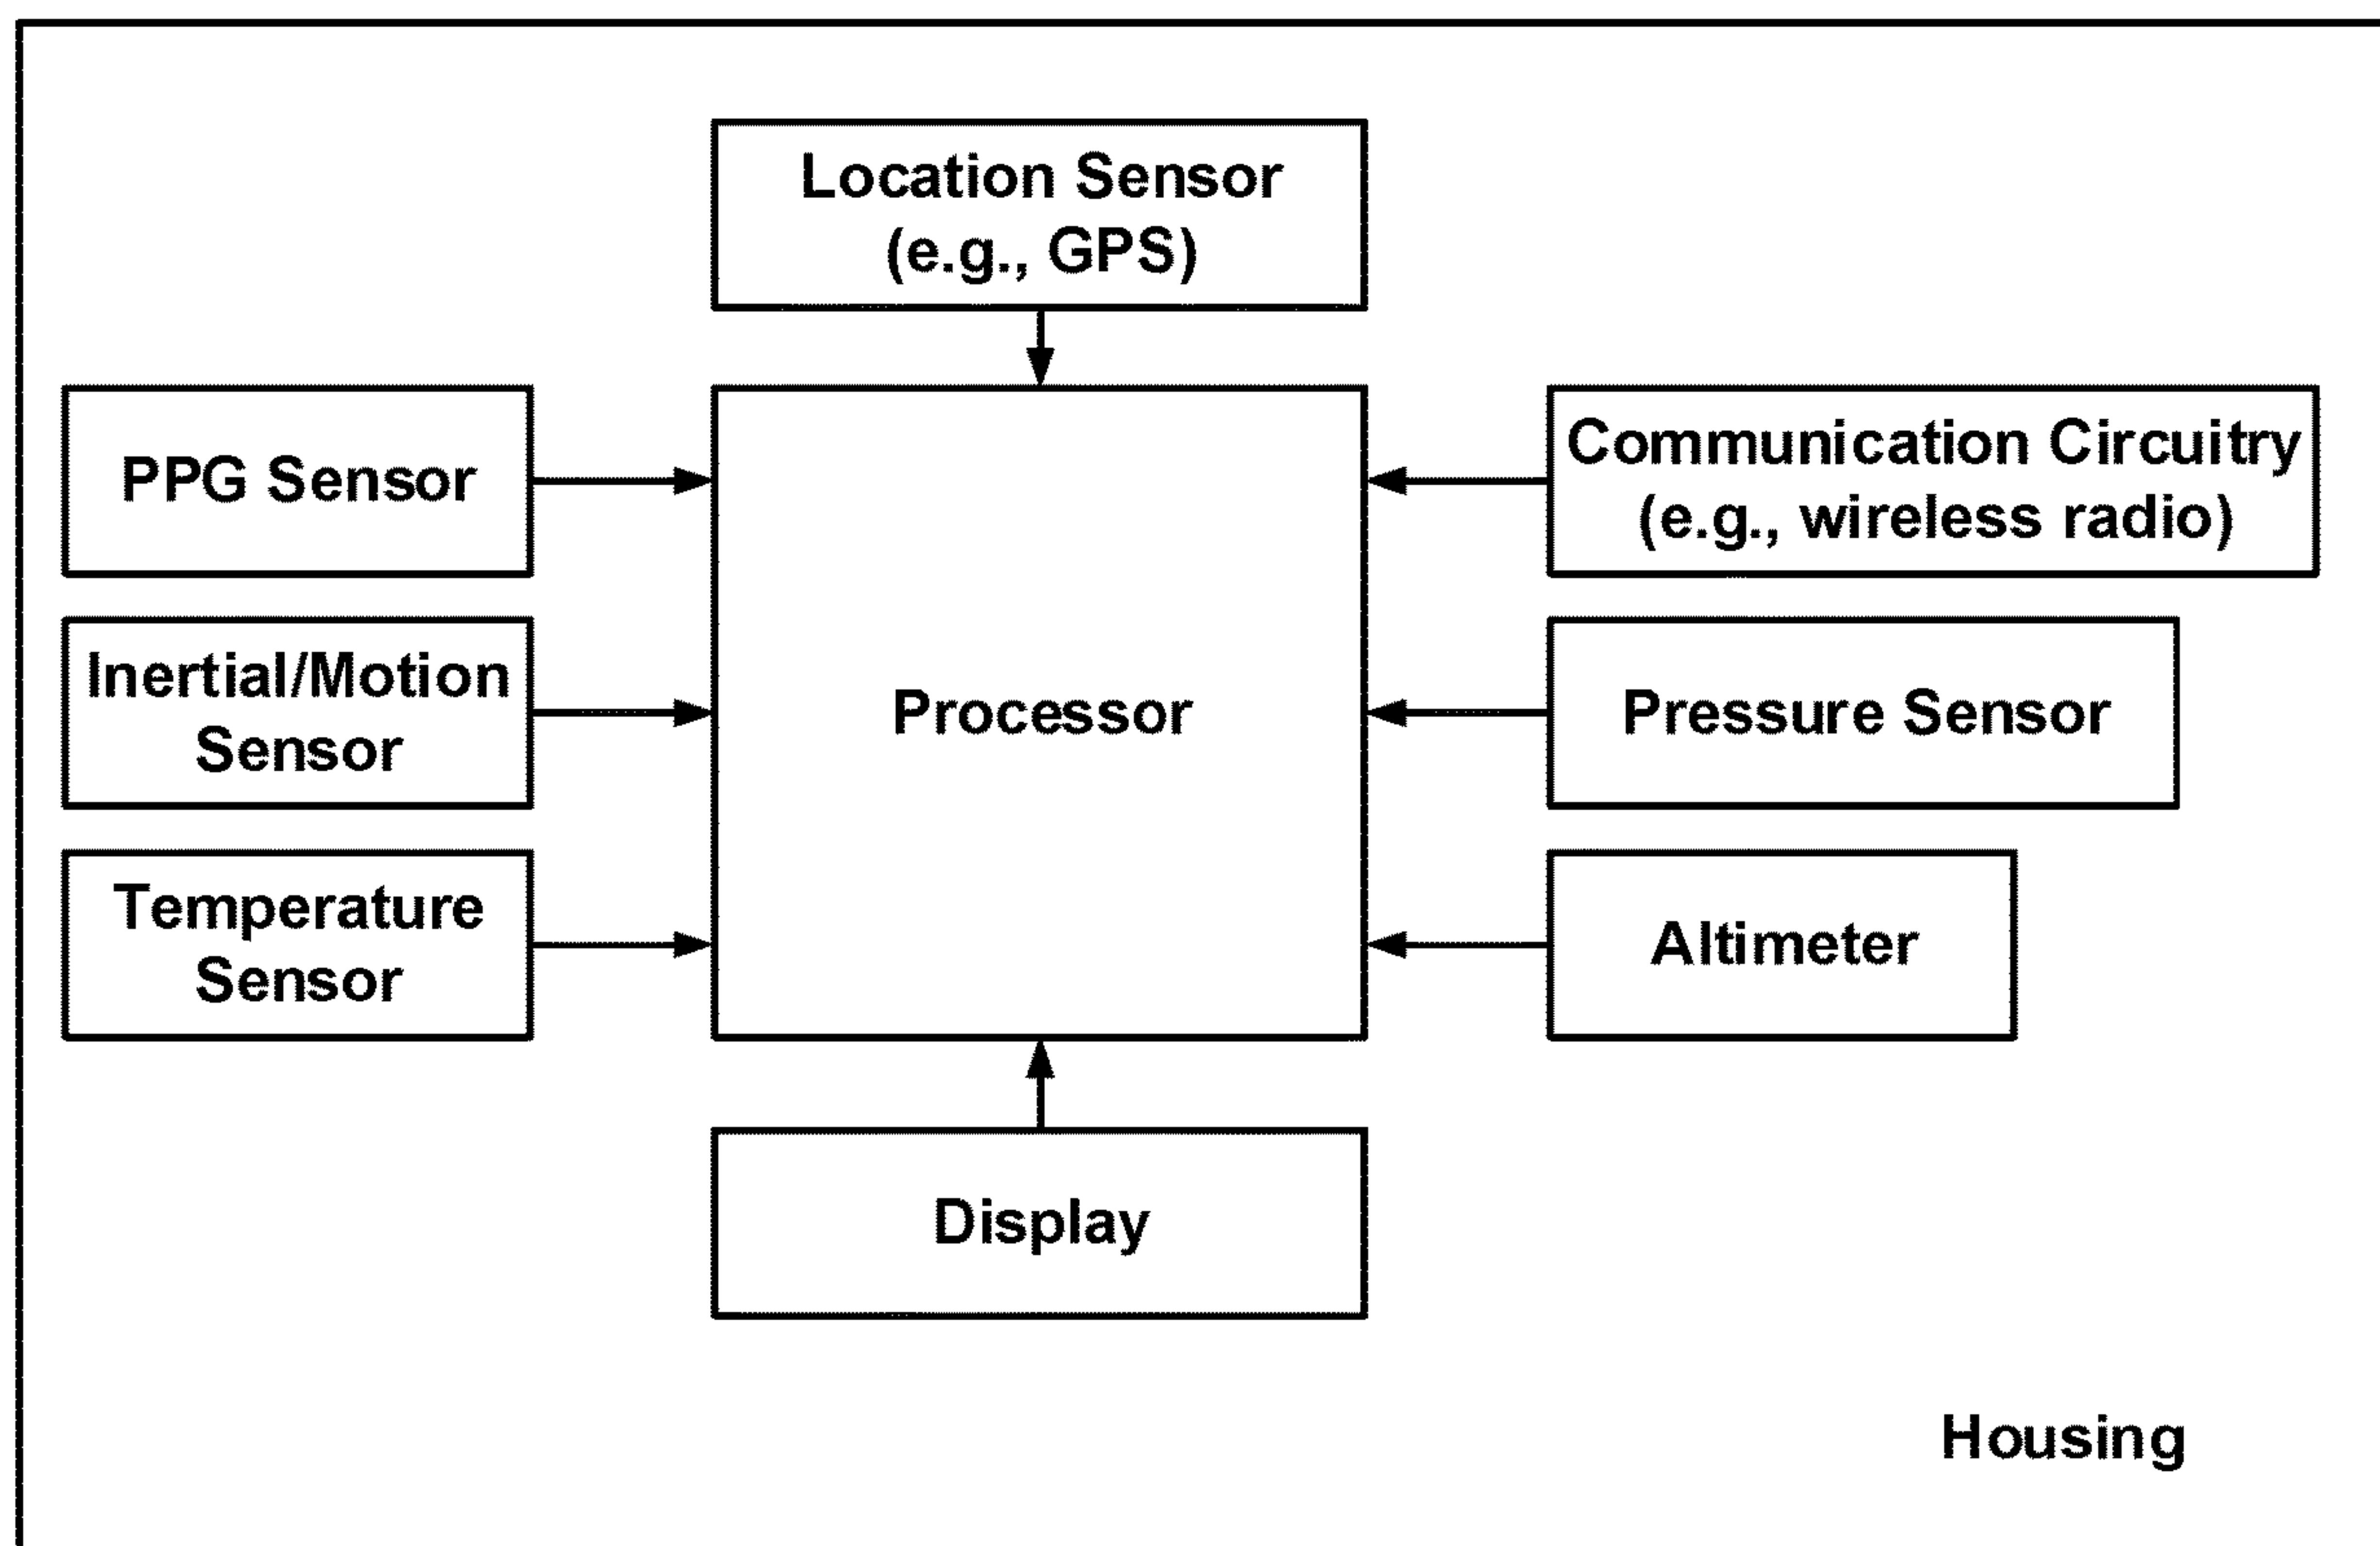 Location Sensor
(e.g., GPS)
PPG Sensor
Communication Circuitry
(e.g., wireless radio)
Inertial/Motion
Sensor
Processor
Pressure Sensor
Temperature
Sensor
Altimeter
Display
Housing